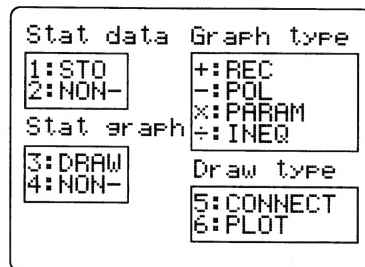 Stat data
1:STO
2:NON-
Stat graph
3:DRAW
4:NON-
Graph type
+:REC
-:POL
×:PARAM
÷:INEQ
Draw type
5:CONNECT
6:PLOT